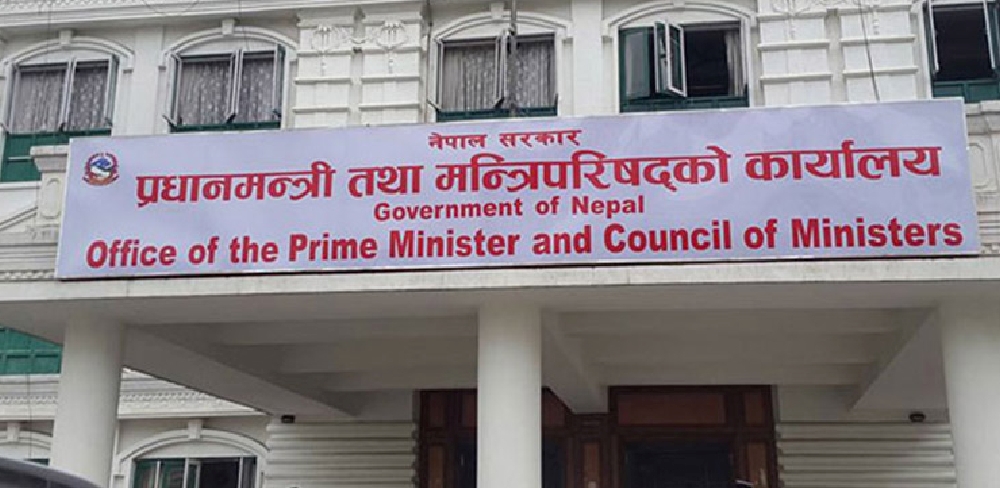 नेपाल सरकार
प्रधानमन्त्री तथा मन्त्रिपरिषद्को कार्यालय
Government of Nepal
Office of the Prime Minister and Council of Ministers